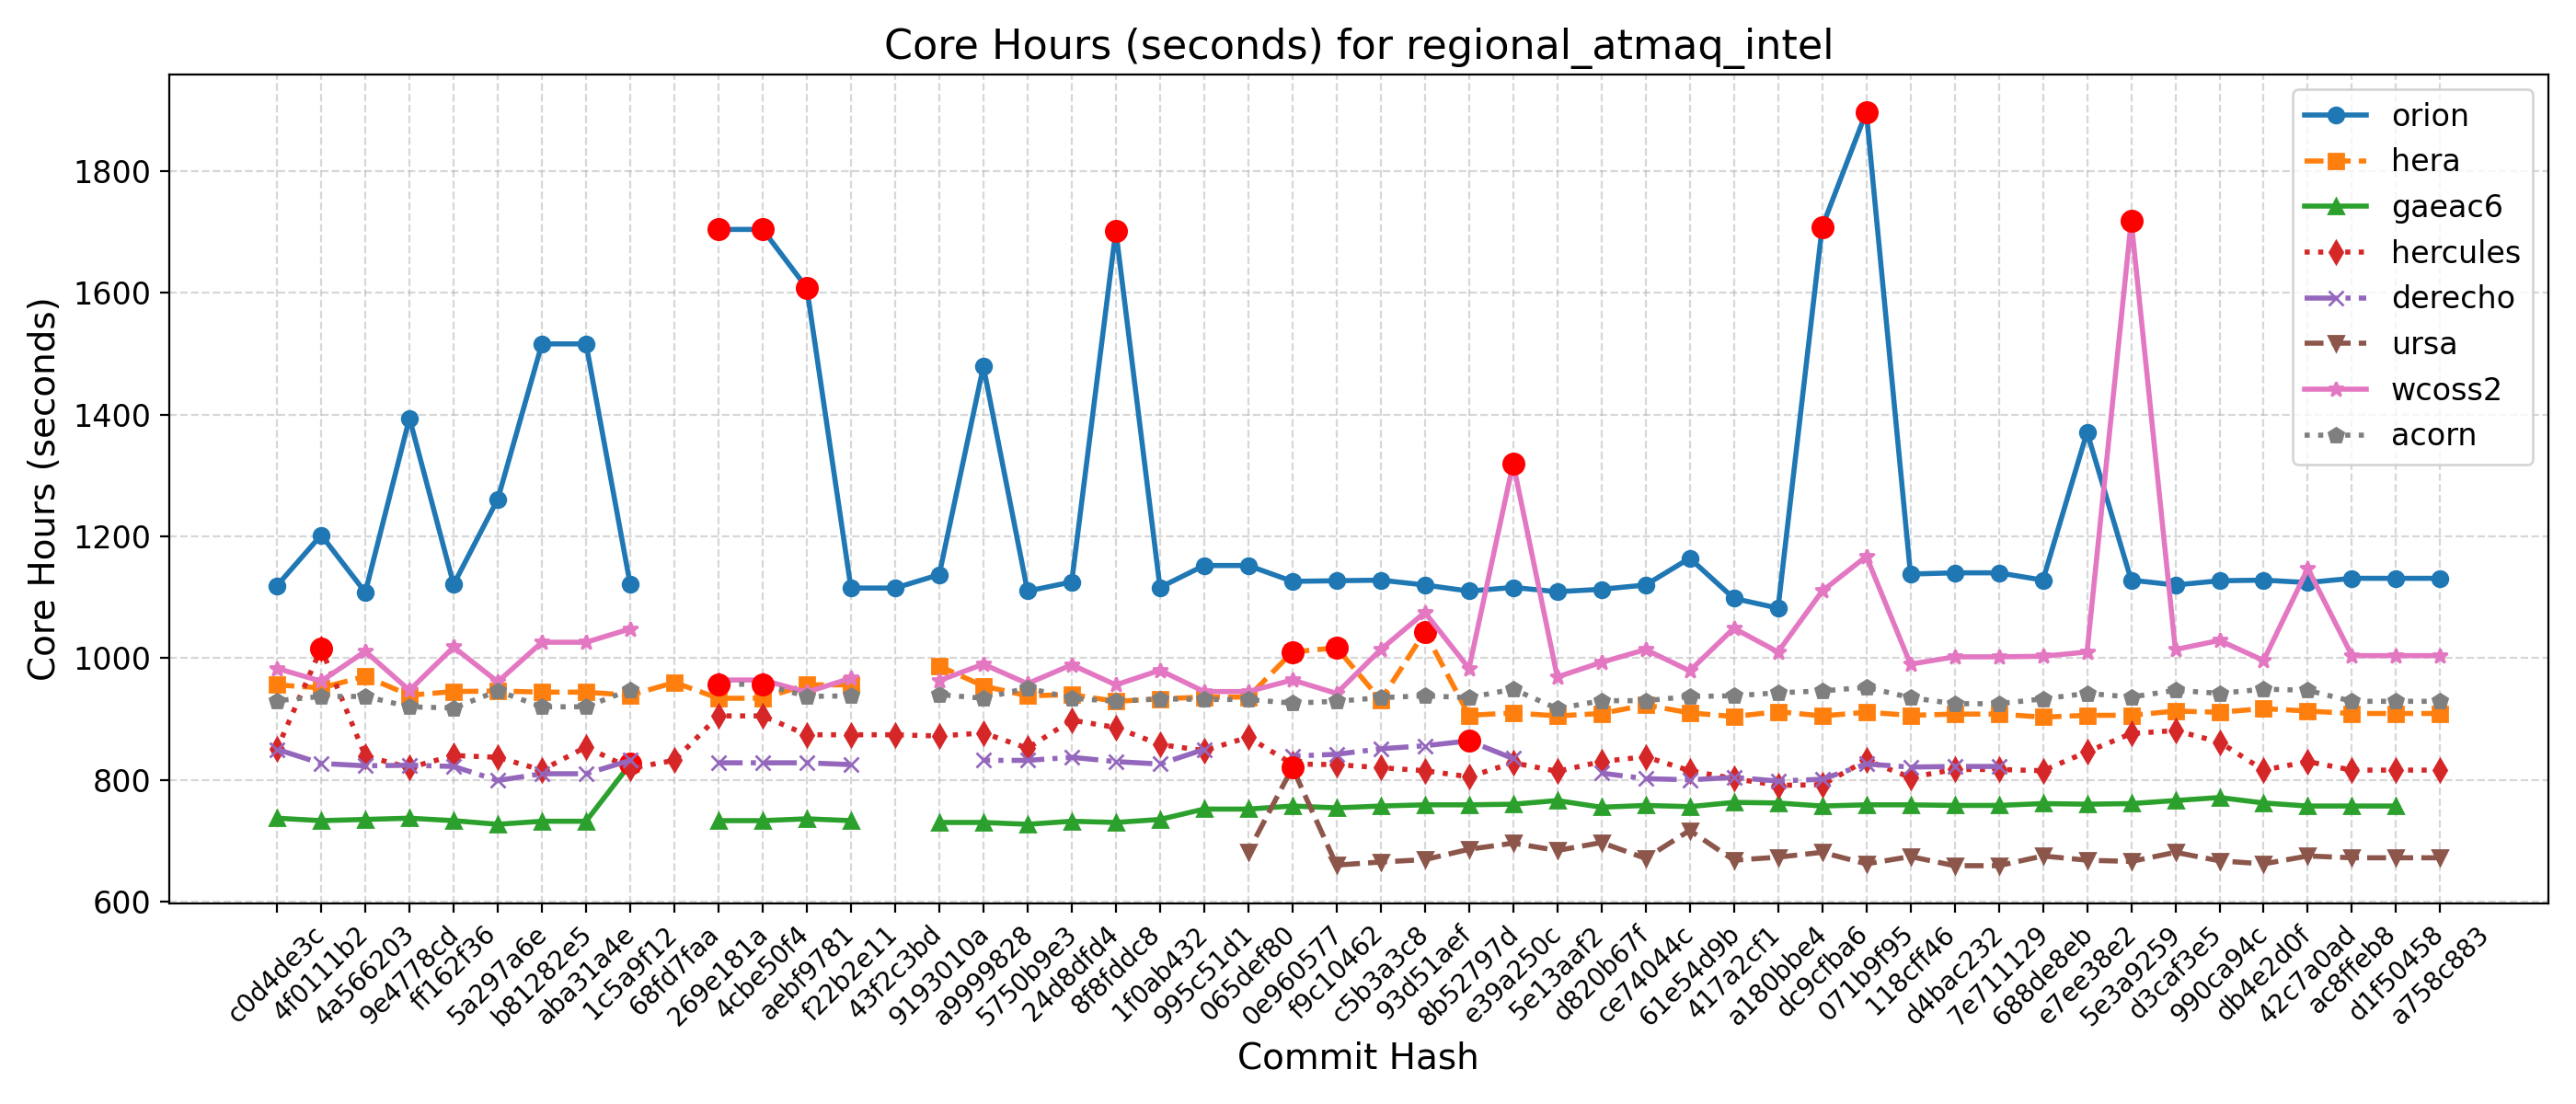 Core Hours (seconds) for regional_atmaq_intel
Core Hours (seconds)
1800
1600
1400
1200
1000
800
600
orion
hera
gaeac6
hercules
derecho
ursa
wcoss2
acorn
c0d4de3c
4f0111b2
4a566203
9e4778cd
ff162f36
5a297a6e
b81282e5
aba31a4e
1c5a9f12
68fd7faa
269e181a
4cbe50f4
aebf9781
f22b2e11
43f2c3bd
9193010a
a9999828
5750b9e3
24d8dfd4
8f8fddc8
1f0ab432
995c51d1
065def80
0e960577
f9c10462
c5b3a3c8
93d51aef
8b52797d
e39a250c
5e13aaf2
d820b67f
ce74044c
61e54d9b
417a2cf1
a180bbe4
dc9cfba6
071b9f95
118cff46
d4bac232
7e711129
688de8eb
e7ee38e2
5e3a9259
d3caf3e5
990ca94c
db4e2d0f
42c7a0ad
ac8ffeb8
d1f50458
a758c883
Commit Hash